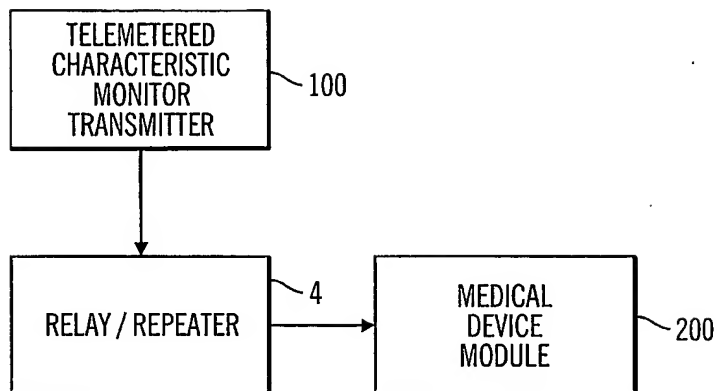 TELEMETERED
CHARACTERISTIC
MONITOR
TRANSMITTER
100
RELAY / REPEATER
4
MEDICAL
DEVICE
MODULE
200